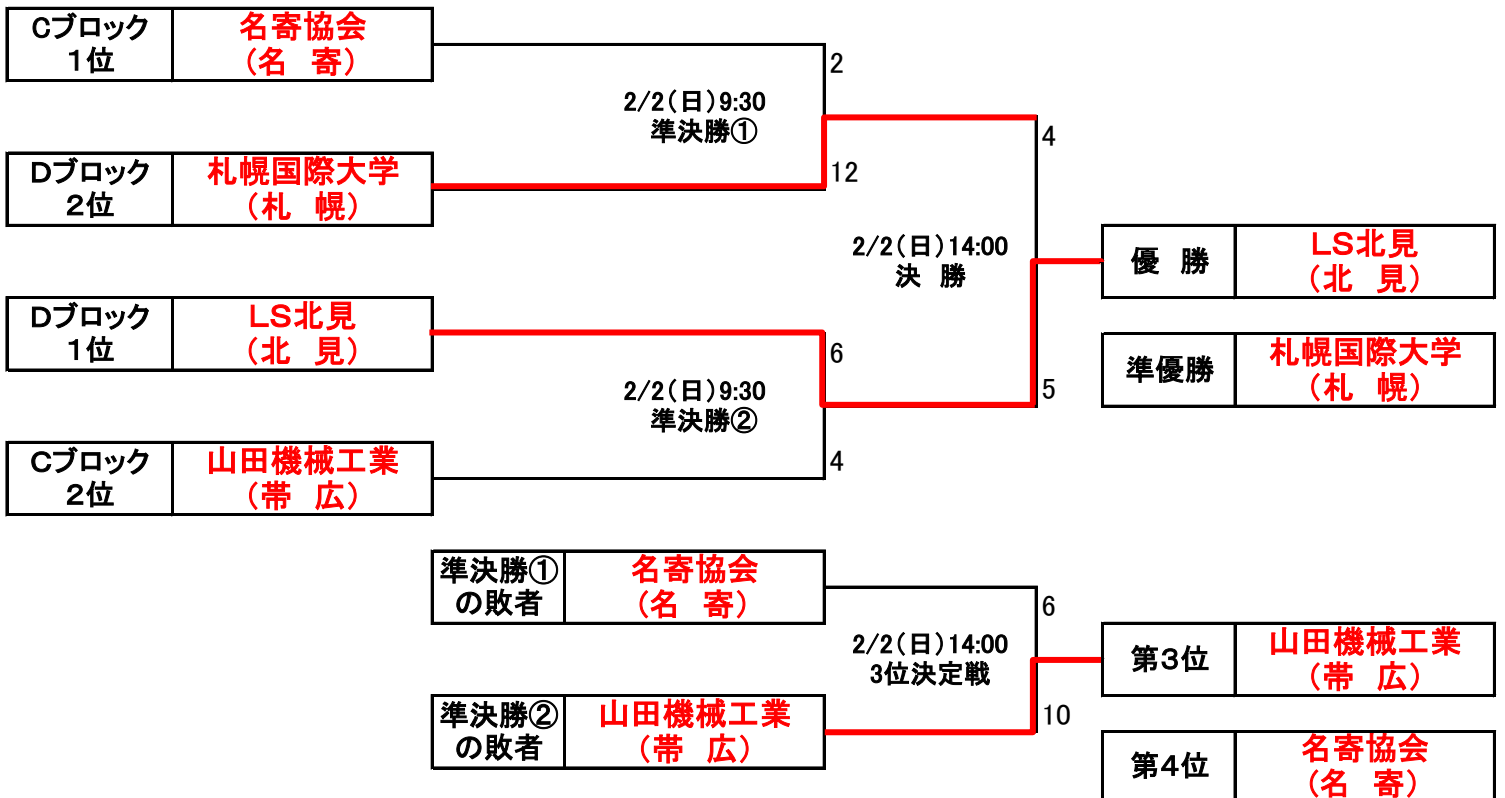 Cブロック
1位
名寄協会
(名 寄)
2
2/2(日)9:30
準決勝①
4
Dブロック
2位
札幌国際大学
(札 幌)
12
2/2(日)14:00
決 勝
優 勝
LS北見
(北 見)
Dブロック
1位
LS北見
(北 見)
6
準優勝
札幌国際大学
(札 幌)
2/2(日)9:30
準決勝②
5
Cブロック
2位
山田機械工業
(帯 広)
4
準決勝①
の敗者
名寄協会
(名 寄)
6
2/2(日)14:00
3位決定戦
第3位
山田機械工業
(帯 広)
準決勝②
の敗者
山田機械工業
(帯 広)
10
第4位
名寄協会
(名 寄)